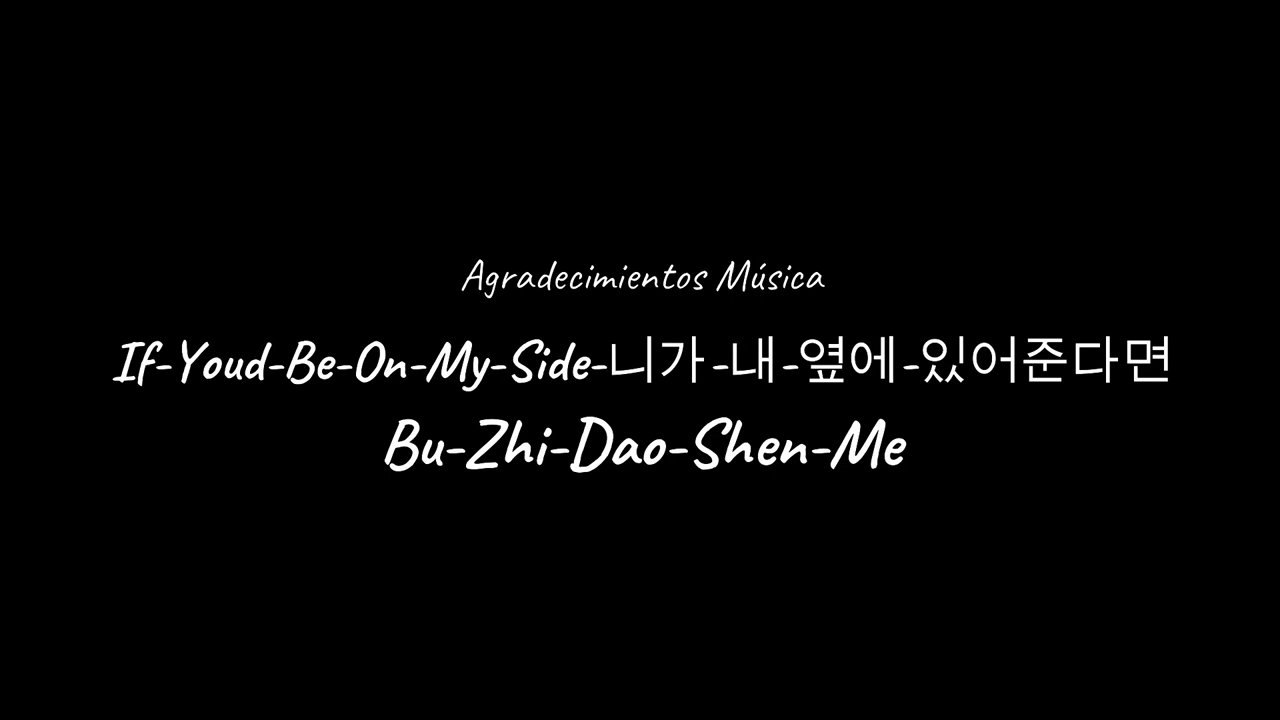 Agradecimientos Música
If-Youd-Be-On-My-Side-니가-내-옆에-있어준다면
Bu-Zhi-Dao-Shen-Me